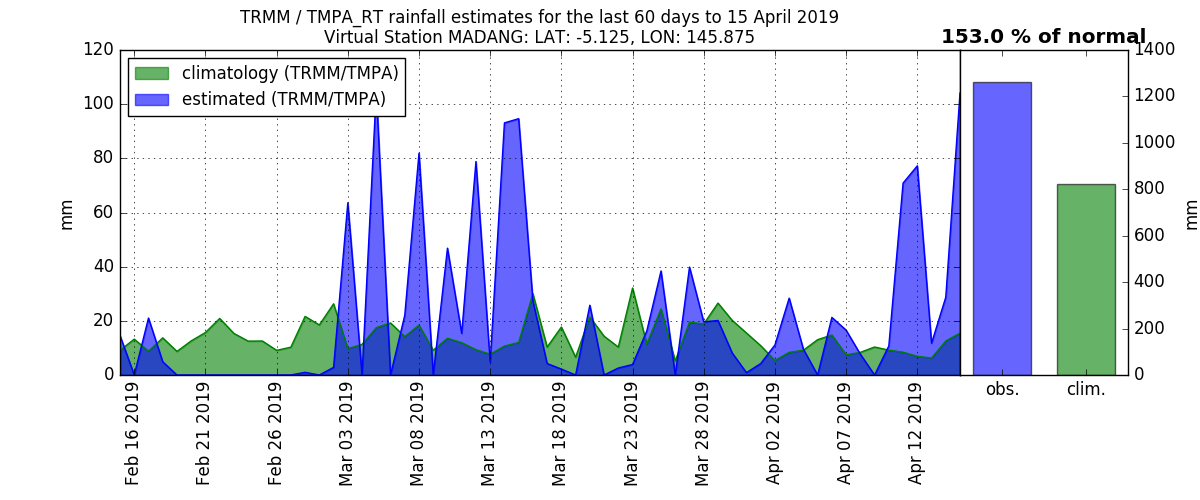 TRMM / TMPA_RT rainfall estimates for the last 60 days to 15 April 2019
Virtual Station MADANG: LAT: -5.125, LON: 145.875
153.0 % of normal
climatology (TRMM/TMPA)
estimated (TRMM/TMPA)
mm
120
100
80
60
40
20
0
Feb 16 2019
Feb 21 2019
Feb 26 2019
Mar 03 2019
Mar 08 2019
Mar 13 2019
Mar 18 2019
Mar 23 2019
Mar 28 2019
Apr 02 2019
Apr 07 2019
Apr 12 2019
obs.
clim.
1400
1200
1000
800
600
400
200
0
mm